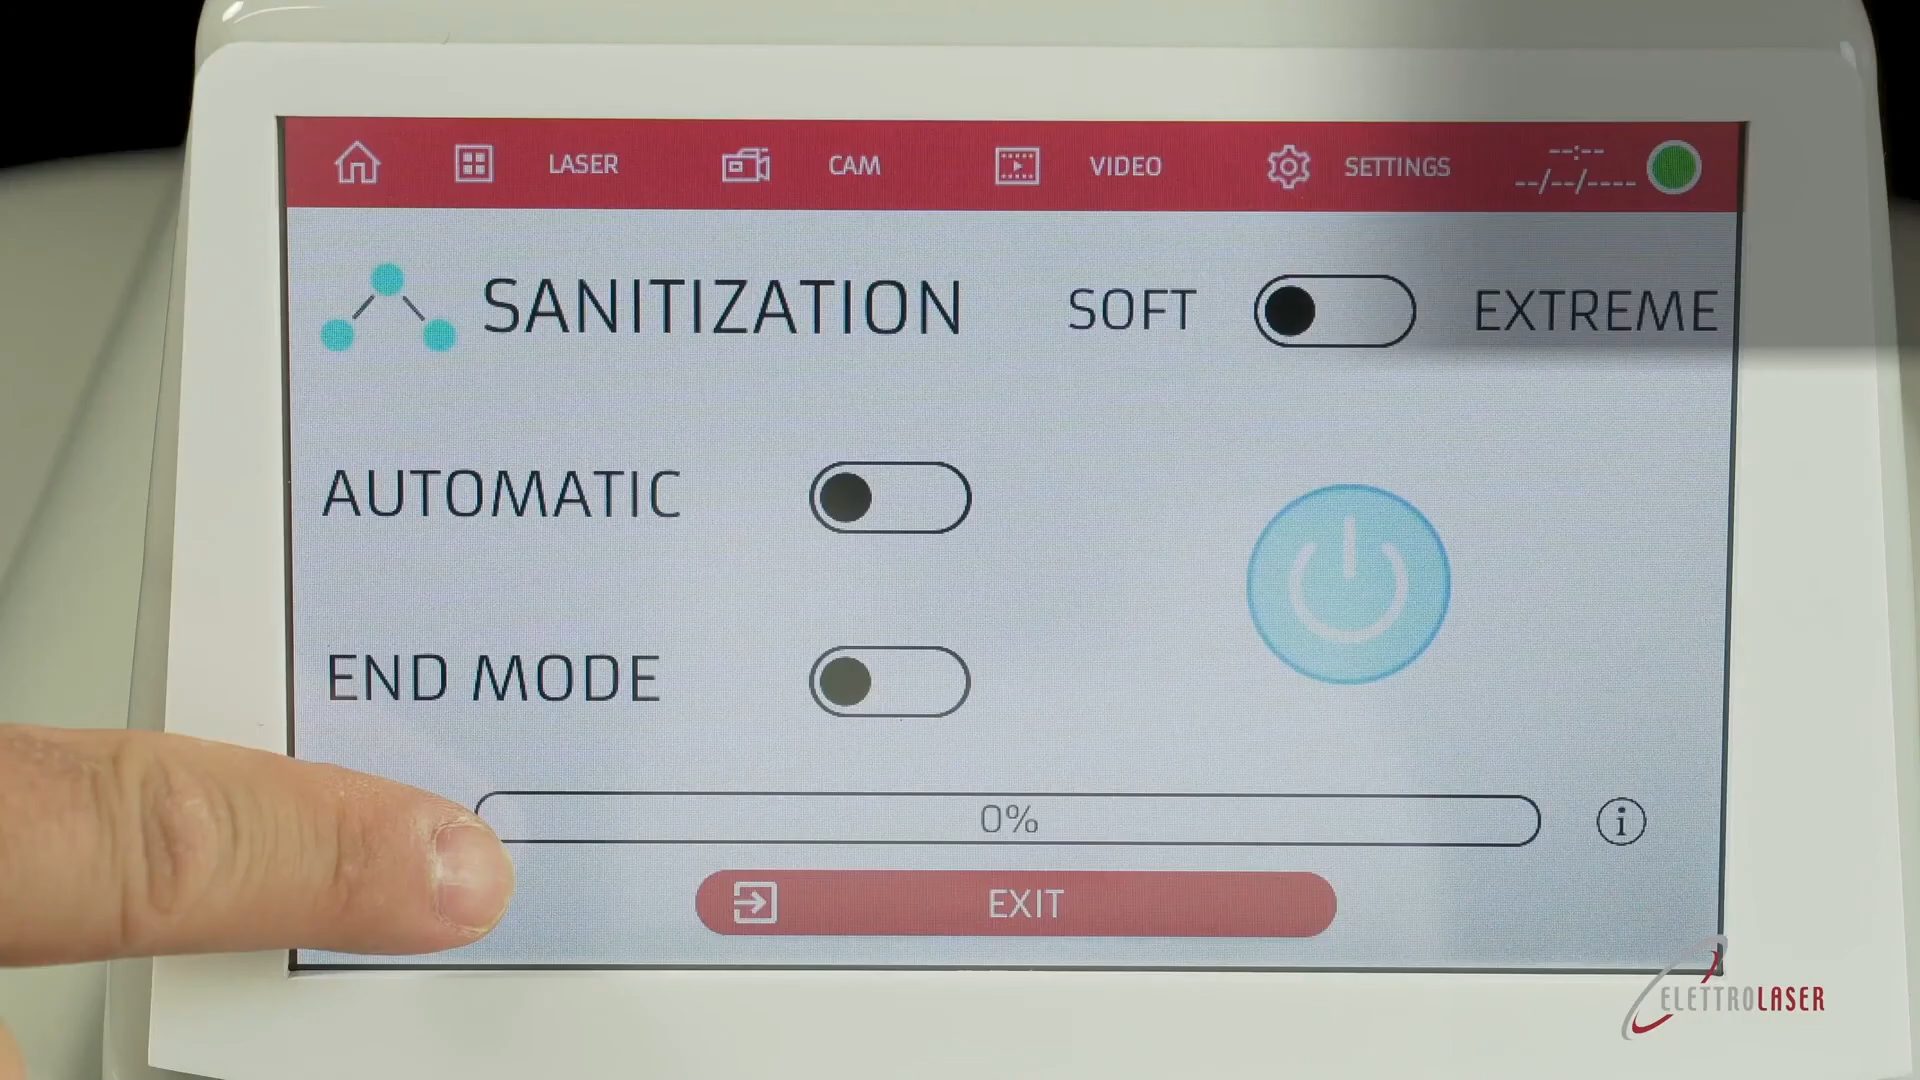 LASER
CAM
VIDEO
SETTINGS
--:--
--/--/----
SANITIZATION
SOFT
EXTREME
AUTOMATIC
END MODE
0%
i
EXIT
ELETTROLASER